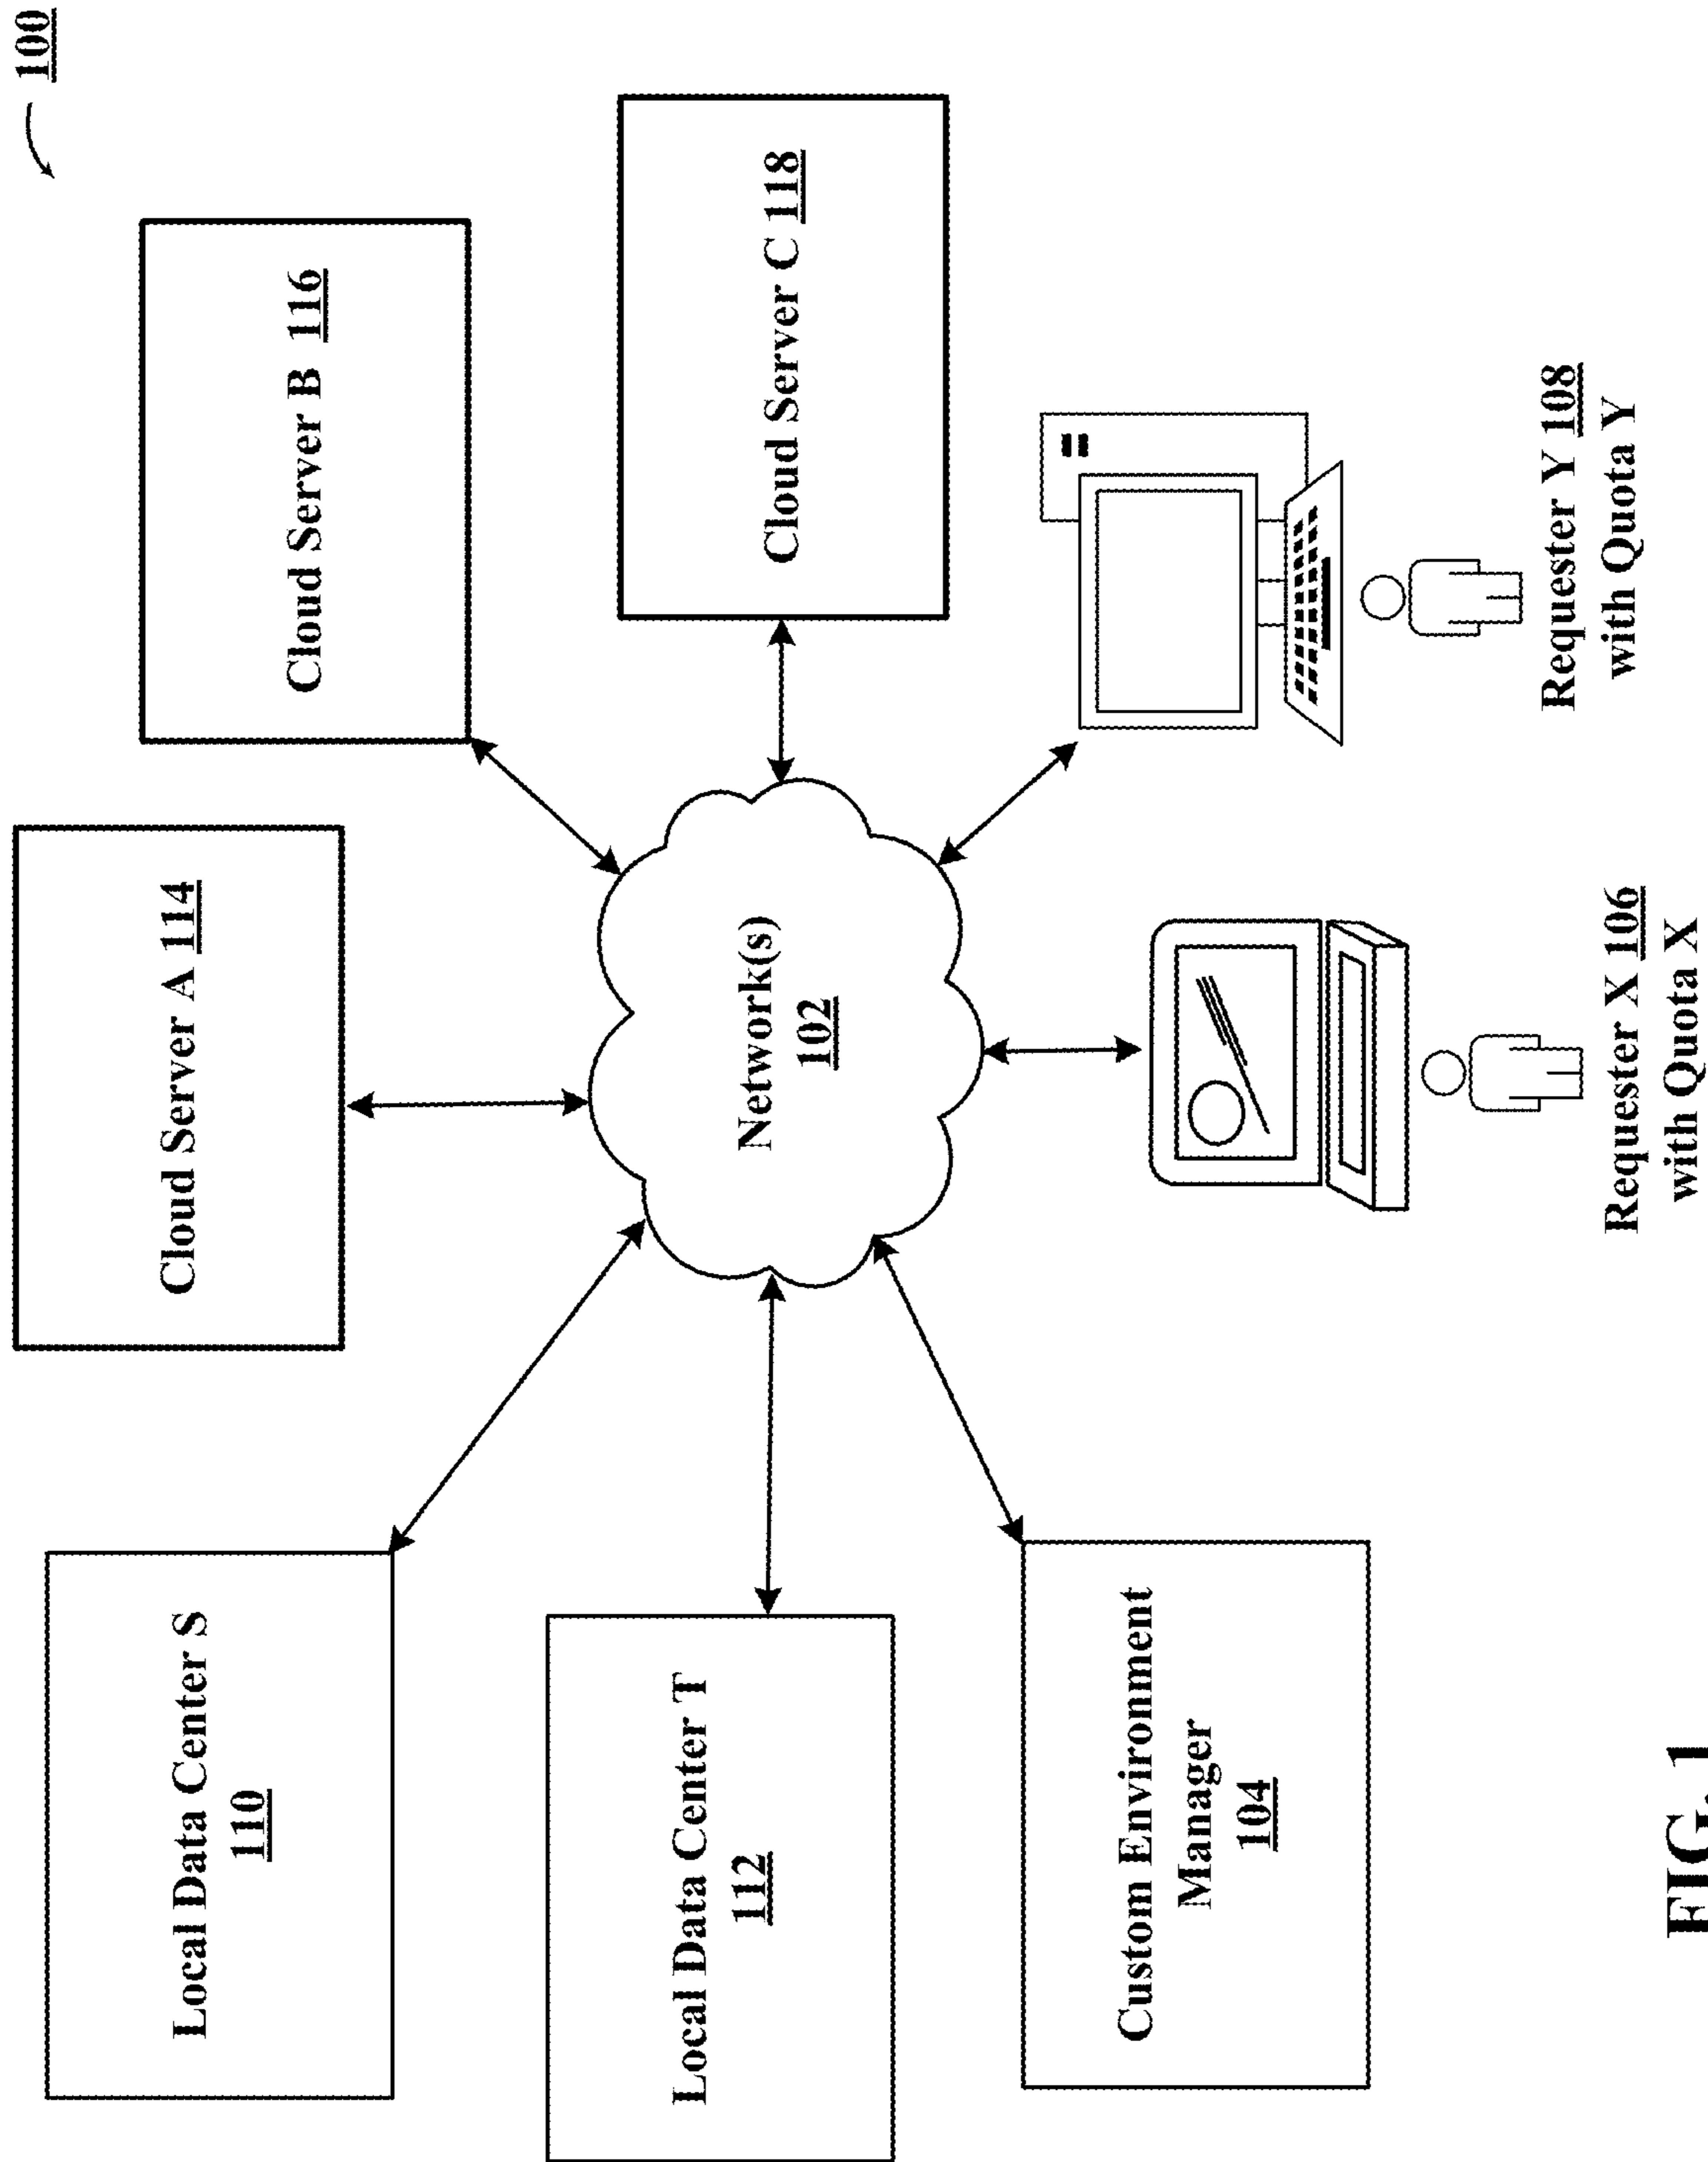 100
Cloud Server A 114
Cloud Server B 116
Local Data Center S
110
Cloud Server C 118
Local Data Center T
112
Network(s)
102
Custom Environment
Manager
104
Requester Y 108
with Quota Y
Requester X 106
with Quota X
FIG. 1